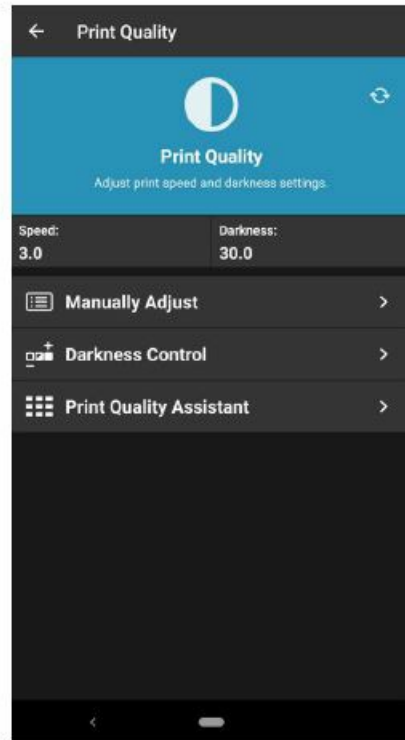 Print Quality
Print Quality
Adjust print speed and darkness settings.
Speed:
3.0
Darkness:
30.0
Manually Adjust
Darkness Control
Print Quality Assistant